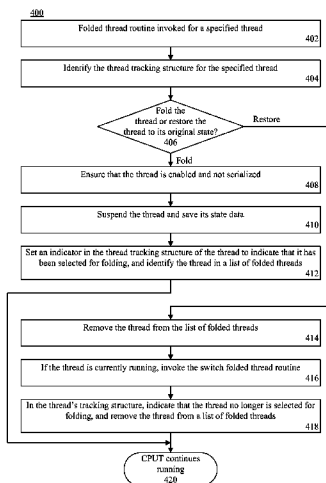 400
Folded thread routine invoked for a specified thread
402
Identify the thread tracking structure for the specified thread
404
Fold the
thread or restore the
thread to its original state?
406
Restore
Fold
Ensure that the thread is enabled and not serialized
408
Suspend the thread and save its state data
410
Set an indicator in the thread tracking structure of the thread to indicate that it has
been selected for folding, and identify the thread in a list of folded threads
412
Remove the thread from the list of folded threads
414
If the thread is currently running, invoke the switch folded thread routine
416
In the thread's tracking structure, indicate that the thread no longer is selected for
folding, and remove the thread from a list of folded threads
418
CPUT continues
running
420